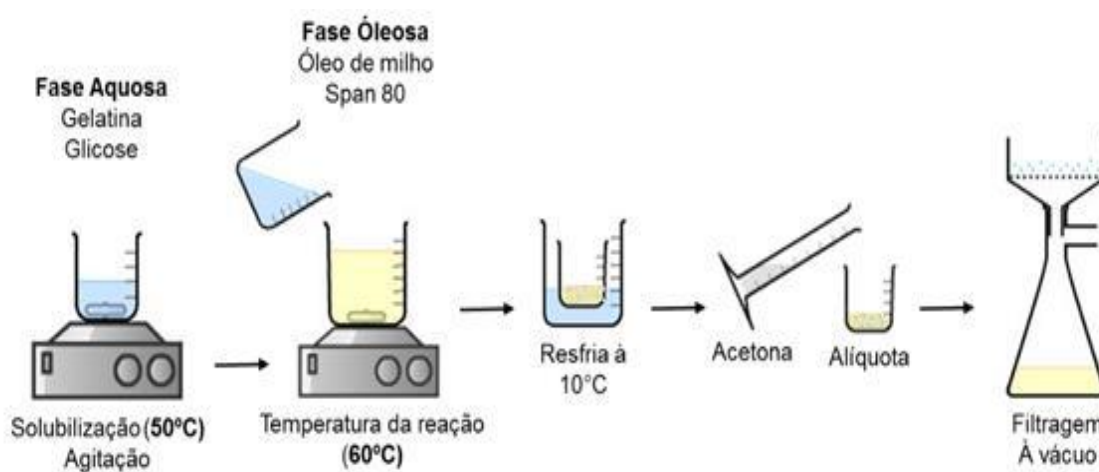 Fase Aquosa
Gelatina
Glicose
Solubilização (50ºC)
Agitação
Fase Óleosa
Óleo de milho
Span 80
Temperatura da reação
(60ºC)
Resfria á
10°C
Acetona
Alíquota
Filtragem
À vácuo